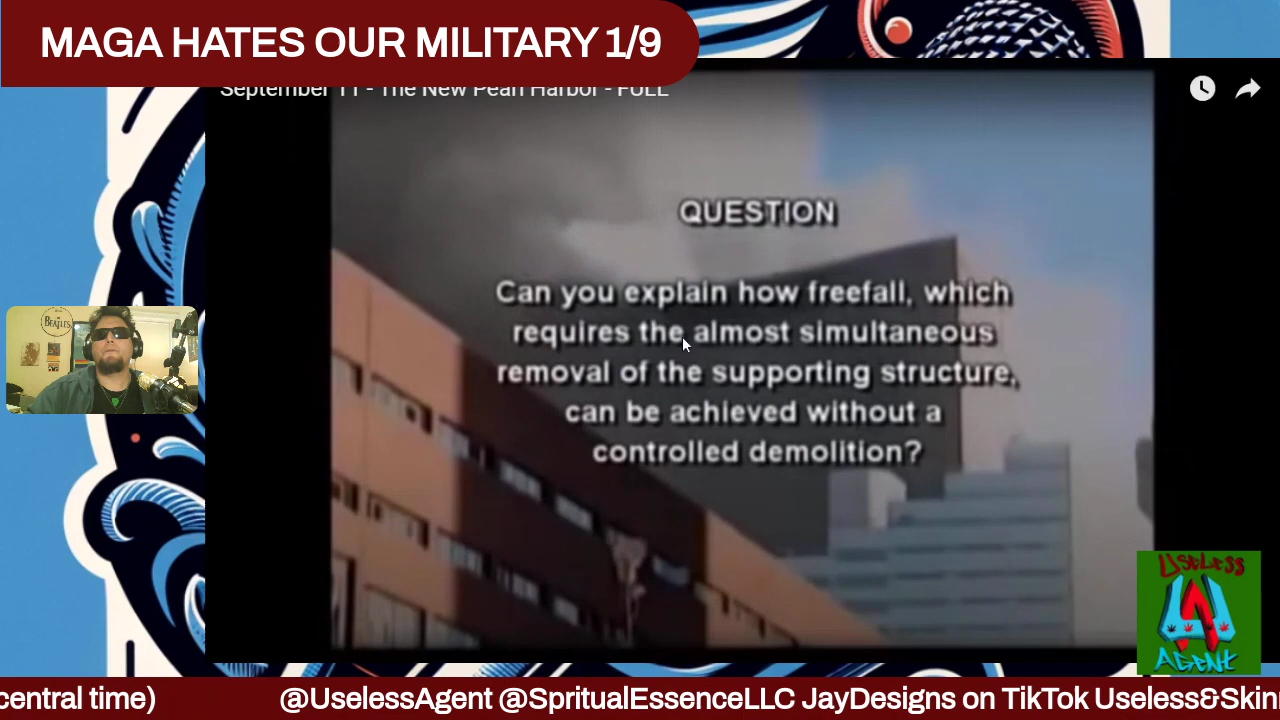 MAGA HATES OUR MILITARY 1/9
September 11 - The New Pearl Harbor - FULL
QUESTION
Can you explain how freefall, which
requires the almost simultaneous
removal of the supporting structure,
can be achieved without a
controlled demolition?
BEATLES
USELESS
AGENT
central time) @UselessAgent @SpritualEssenceLLC JayDesigns on TikTok Useless&Skin